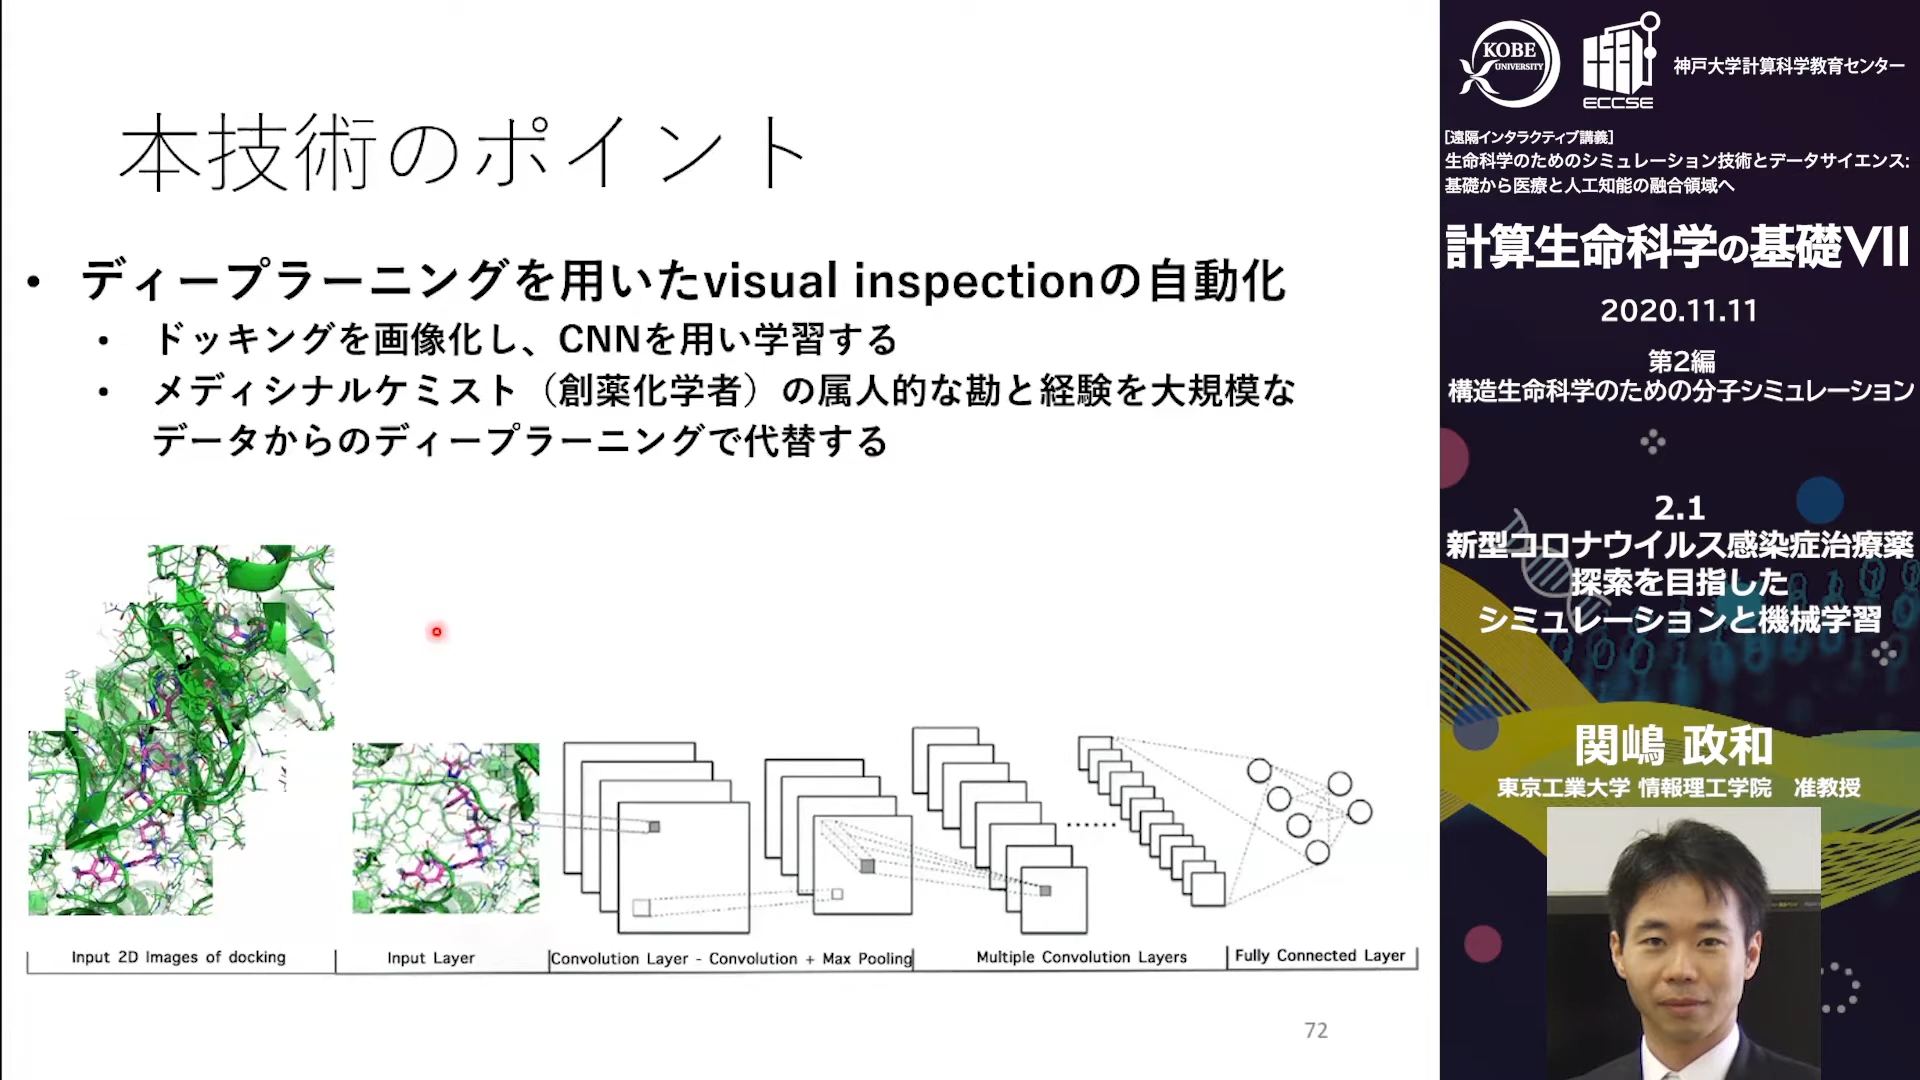 本技術のポイント
• ディープラーニングを用いたvisual inspectionの自動化
• ドッキングを画像化し、CNNを用い学習する
• メディシナルケミスト（創薬化学者）の属人的な勘と経験を大規模な
データからのディープラーニングで代替する
Input 2D Images of docking
Input Layer
Convolution Layer - Convolution + Max Pooling
Multiple Convolution Layers
Fully Connected Layer
72
KOBE
UNIVERSITY
ECCSE
神戸大学計算科学教育センター
[遠隔インタラクティブ講義]
生命科学のためのシミュレーション技術とデータサイエンス:
基礎から医療と人工知能の融合領域へ
計算生命科学の基礎VII
2020.11.11
第2編
構造生命科学のための分子シミュレーション
2.1
新型コロナウイルス感染症治療薬
探索を目指した
シミュレーションと機械学習
関嶋 政和
東京工業大学 情報理工学院　准教授